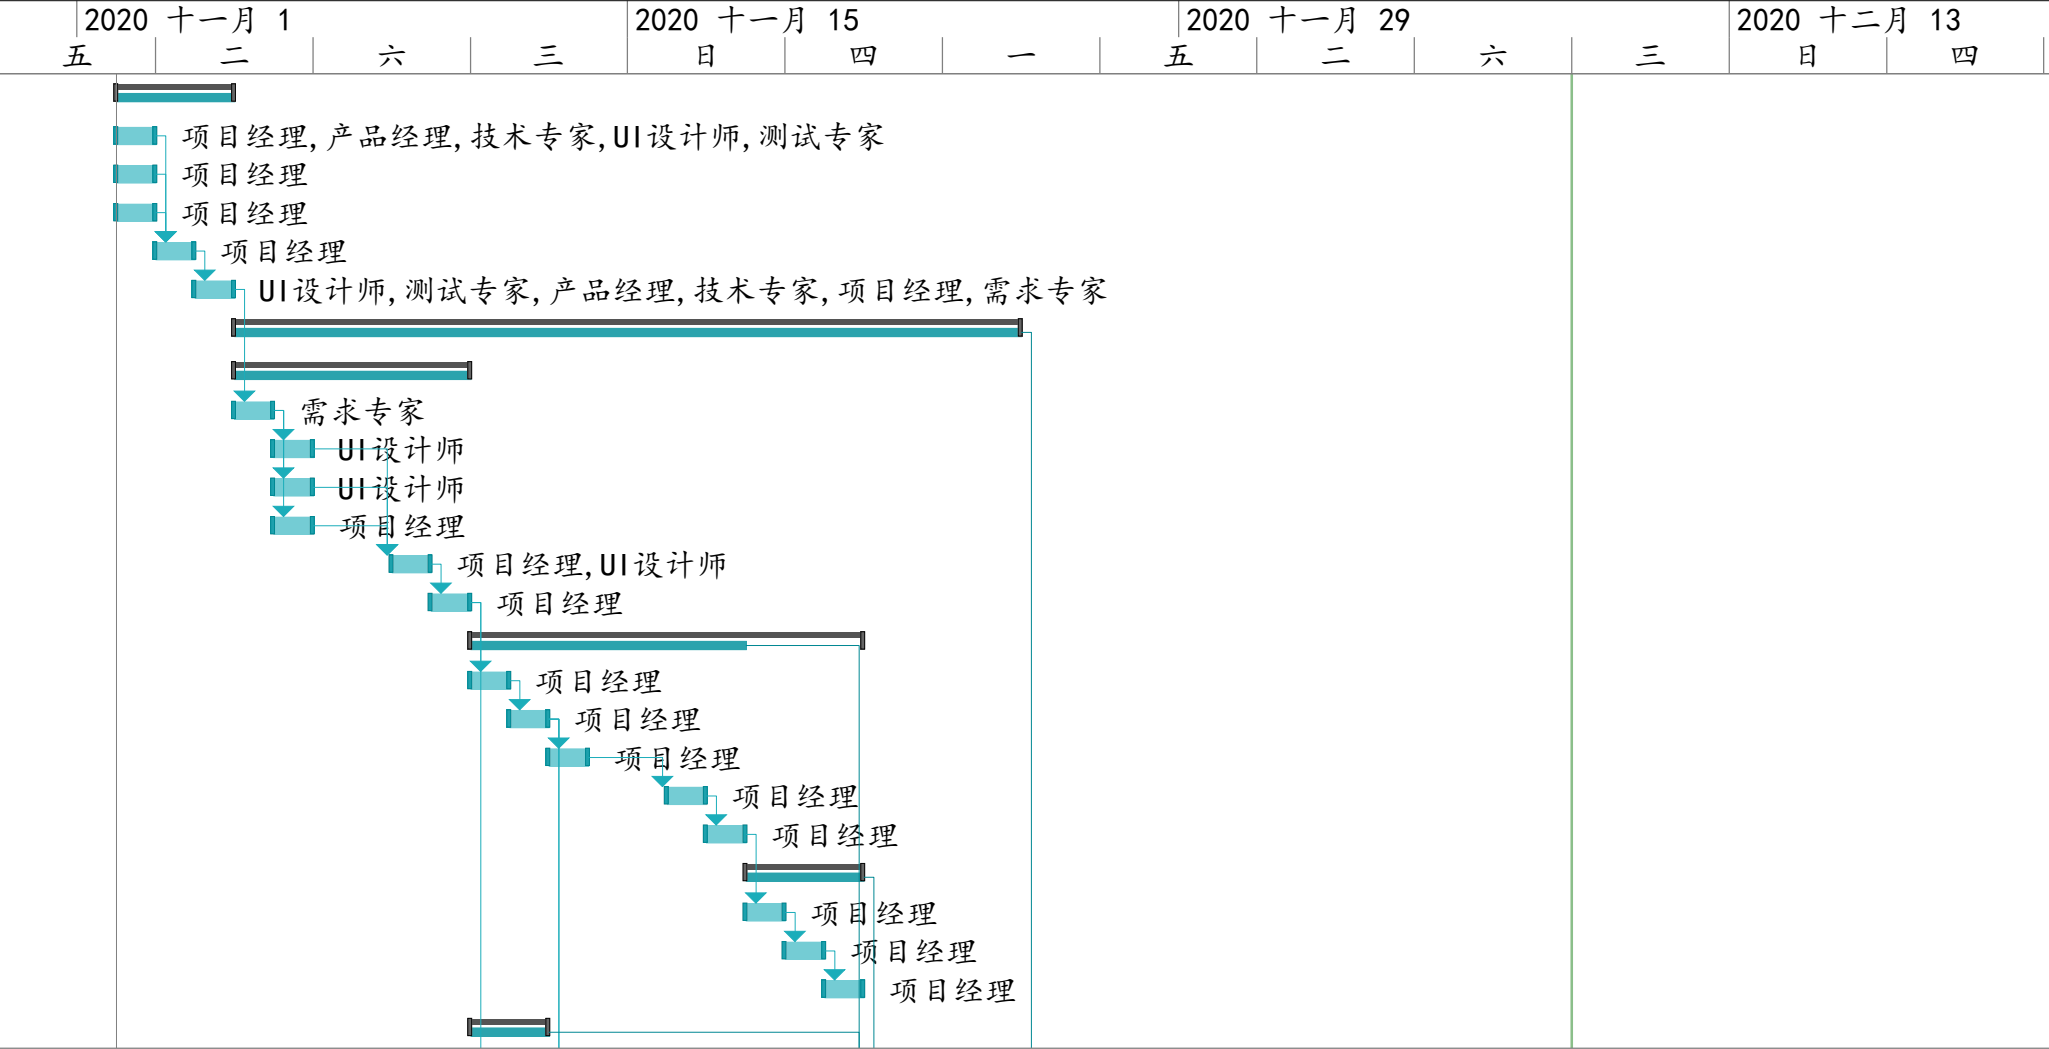 2020 十一月 1 2020 十一月 15 2020 十一月 29 2020 十二月 13
五 二 六 三 日 四 一 五 二 六 三 日 四
项目经理,产品经理,技术专家,UI设计师,测试专家
项目经理
项目经理
项目经理
UI设计师,测试专家,产品经理,技术专家,项目经理,需求专家
需求专家
UI设计师
UI设计师
项目经理
项目经理,UI设计师
项目经理
项目经理
项目经理
项目经理
项目经理
项目经理
项目经理
项目经理
项目经理